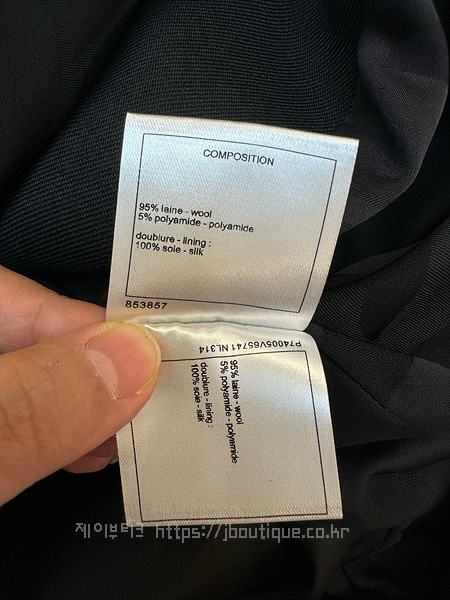 COMPOSITION
95% laine - wool
5% polyamide - polyamide
doublure - lining :
100% soie - silk
853857
P74005V65741 NL314
95% laine - wool
5% polyamide - polyamide
doublure - lining :
100% soie - silk
제이부티크 https://jboutique.co.kr